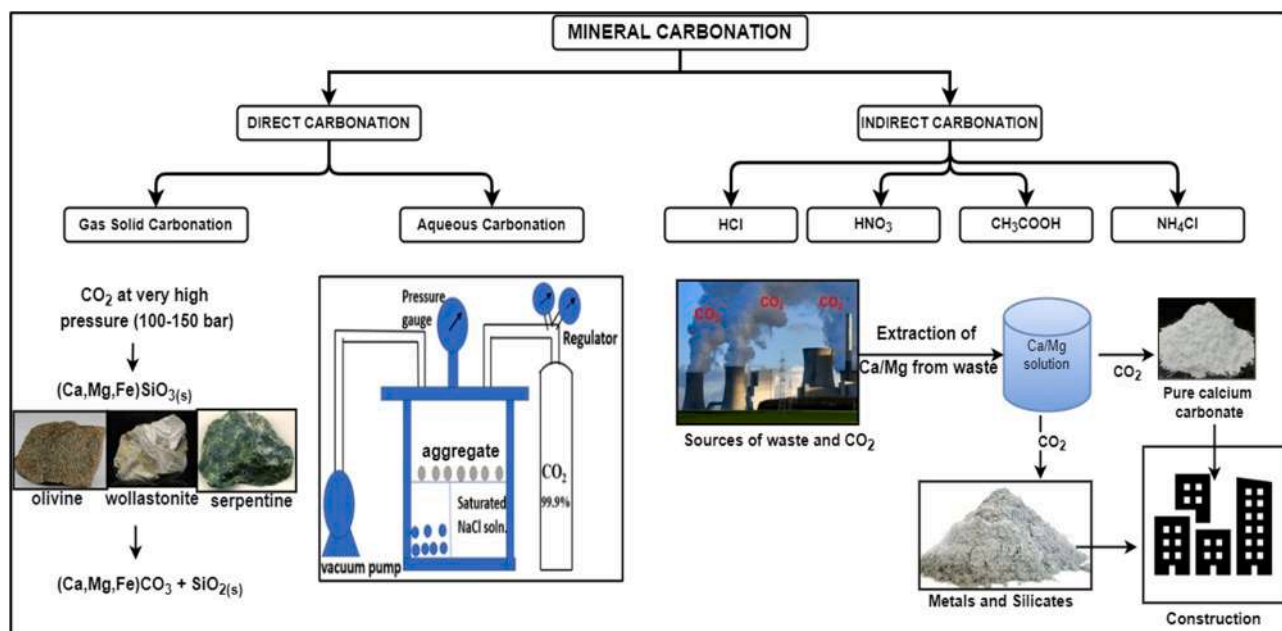 MINERAL CARBONATION
DIRECT CARBONATION
INDIRECT CARBONATION
Gas Solid Carbonation
Aqueous Carbonation
HCl
HNO₃
CH₃COOH
NH₄Cl
CO₂ at very high
pressure (100-150 bar)
(Ca,Mg,Fe)SiO₃₍ₛ₎
olivine
wollastonite
serpentine
(Ca,Mg,Fe)CO₃ + SiO₂₍ₛ₎
Pressure
gauge
Regulator
aggregate
Saturated
NaCl soln.
CO₂
99.9%
vacuum pump
CO₂
CO₂
CO₂
Sources of waste and CO₂
Extraction of
Ca/Mg from waste
Ca/Mg
solution
CO₂
Pure calcium
carbonate
CO₂
Metals and Silicates
Construction